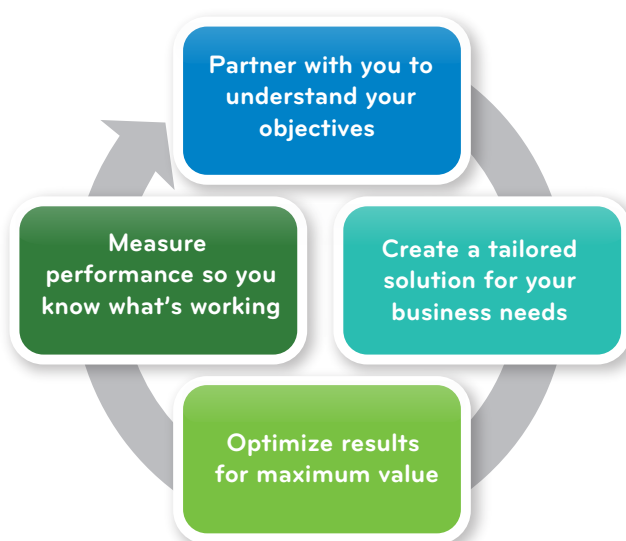 Partner with you to
understand your
objectives
Create a tailored
solution for your
business needs
Optimize results
for maximum value
Measure
performance so you
know what's working